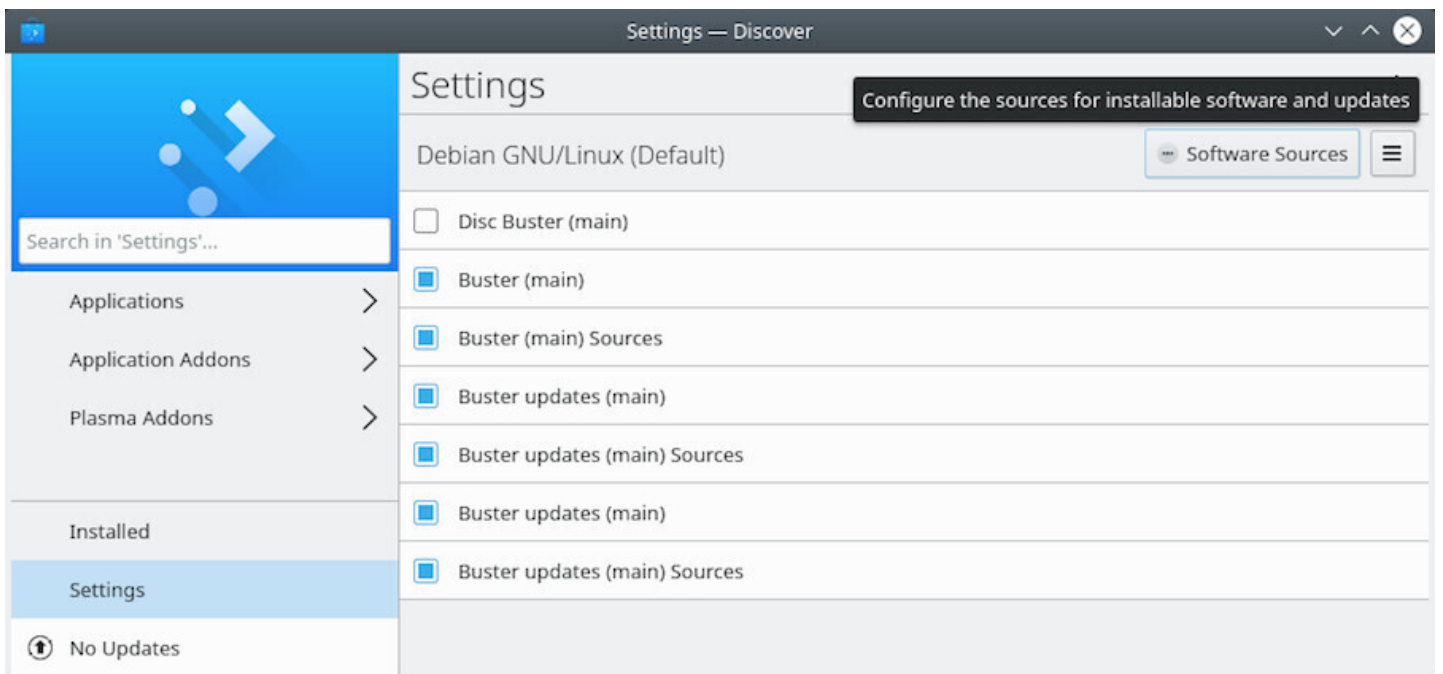 Settings — Discover
Settings
Configure the sources for installable software and updates
Debian GNU/Linux (Default)
Software Sources
Search in 'Settings'...
Applications
Application Addons
Plasma Addons
Installed
Settings
No Updates
Disc Buster (main)
Buster (main)
Buster (main) Sources
Buster updates (main)
Buster updates (main) Sources
Buster updates (main)
Buster updates (main) Sources